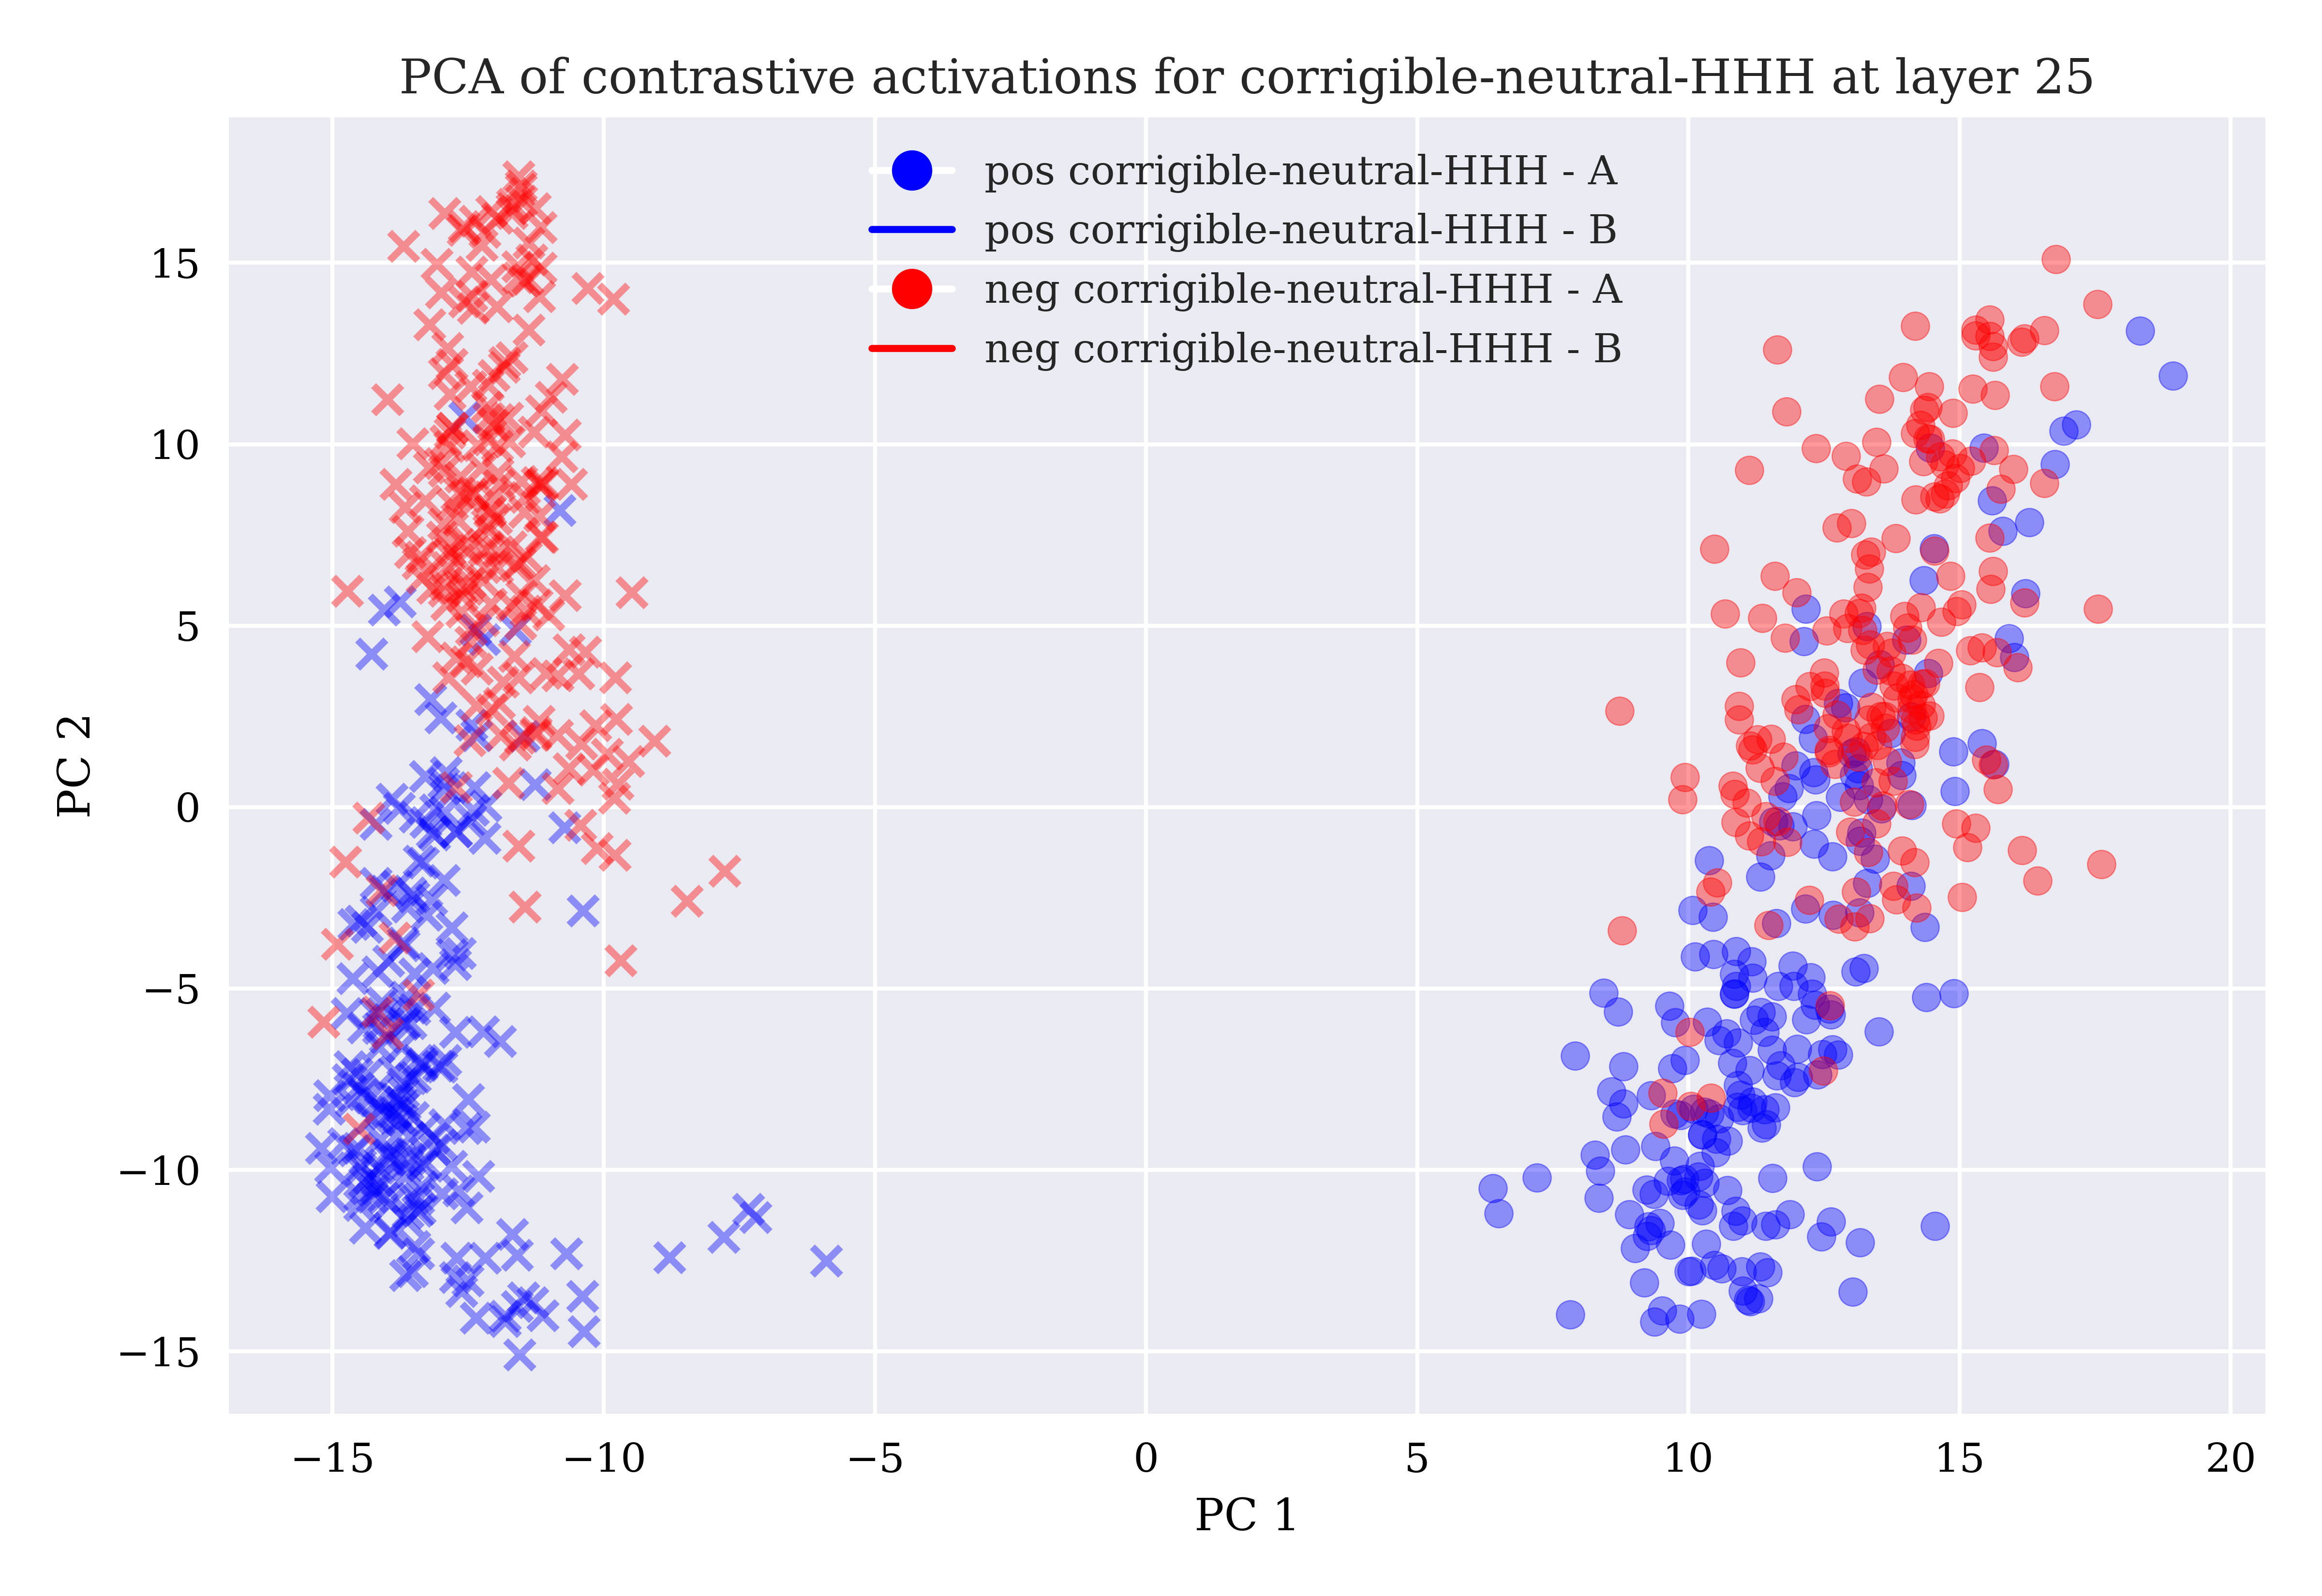 PCA of contrastive activations for corrigible-neutral-HHH at layer 25
pos corrigible-neutral-HHH - A
pos corrigible-neutral-HHH - B
neg corrigible-neutral-HHH - A
neg corrigible-neutral-HHH - B
15
10
5
0
−5
−10
−15
PC 2
−15 −10 −5 0 5 10 15 20
PC 1